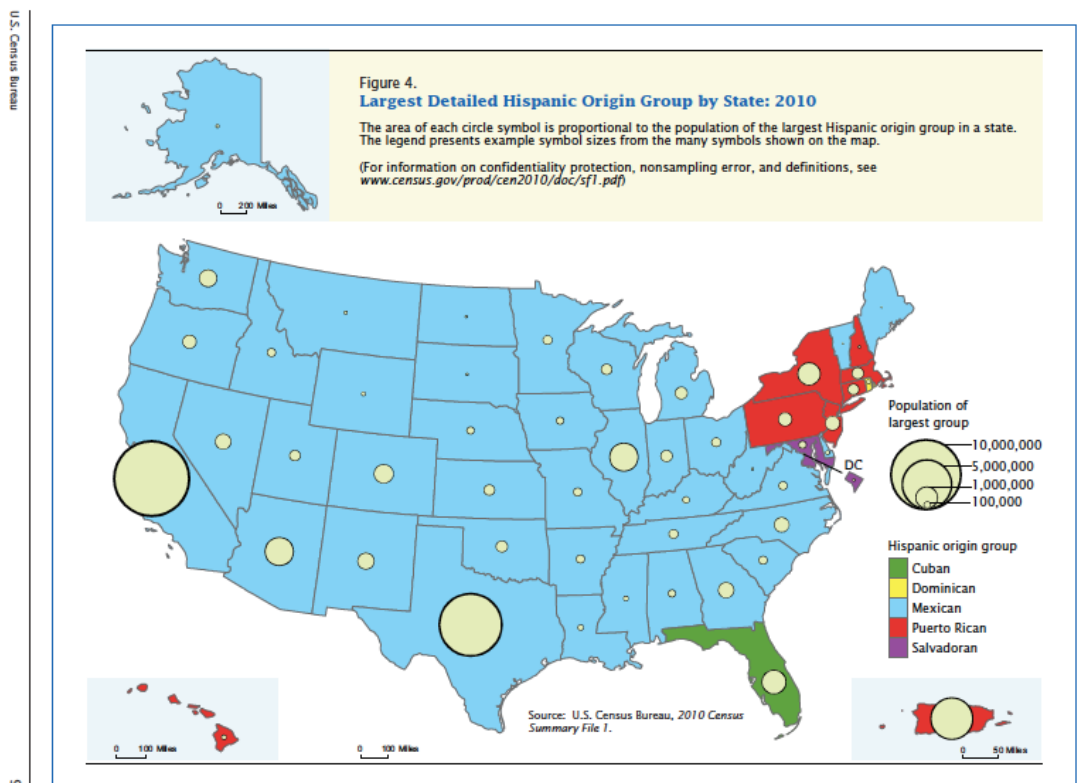 U.S. Census Bureau
Figure 4.
Largest Detailed Hispanic Origin Group by State: 2010
The area of each circle symbol is proportional to the population of the largest Hispanic origin group in a state.
The legend presents example symbol sizes from the many symbols shown on the map.
(For information on confidentiality protection, nonsampling error, and definitions, see
www.census.gov/prod/cen2010/doc/sf1.pdf)
0 200 Miles
Population of
largest group
10,000,000
5,000,000
1,000,000
100,000
DC
Hispanic origin group
Cuban
Dominican
Mexican
Puerto Rican
Salvadoran
Source: U.S. Census Bureau, 2010 Census
Summary File 1.
0 100 Miles
0 100 Miles
0 50 Miles